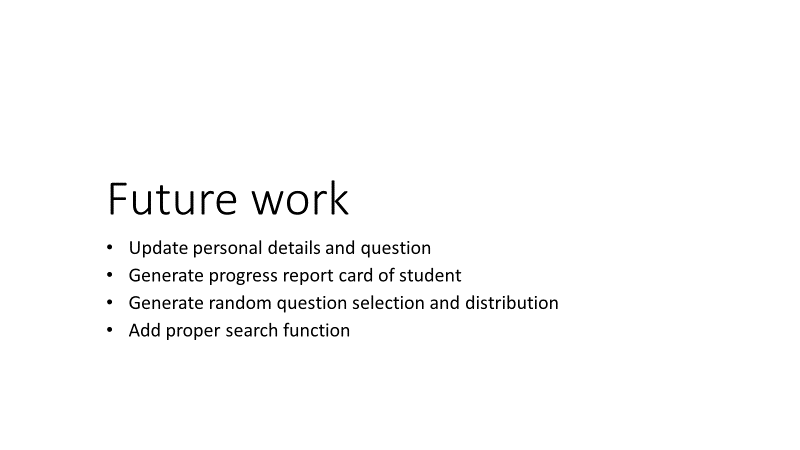 Future work
• Update personal details and question
• Generate progress report card of student
• Generate random question selection and distribution
• Add proper search function